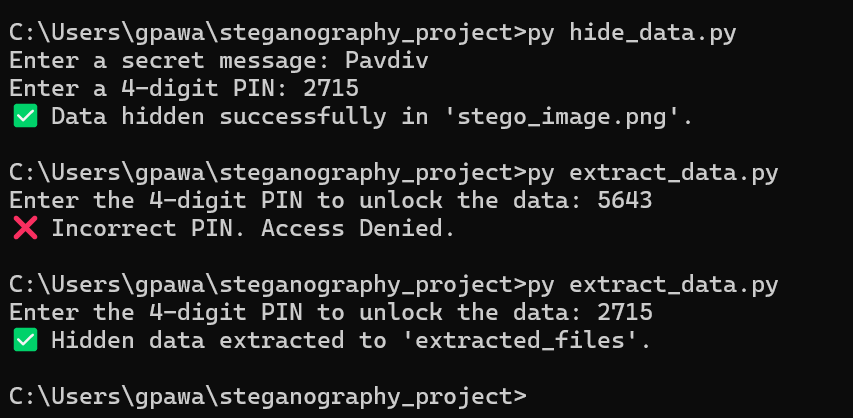 C:\Users\gpawa\steganography_project>py hide_data.py
Enter a secret message: Pavdiv
Enter a 4-digit PIN: 2715
✅ Data hidden successfully in 'stego_image.png'.
C:\Users\gpawa\steganography_project>py extract_data.py
Enter the 4-digit PIN to unlock the data: 5643
❌ Incorrect PIN. Access Denied.
C:\Users\gpawa\steganography_project>py extract_data.py
Enter the 4-digit PIN to unlock the data: 2715
✅ Hidden data extracted to 'extracted_files'.
C:\Users\gpawa\steganography_project>